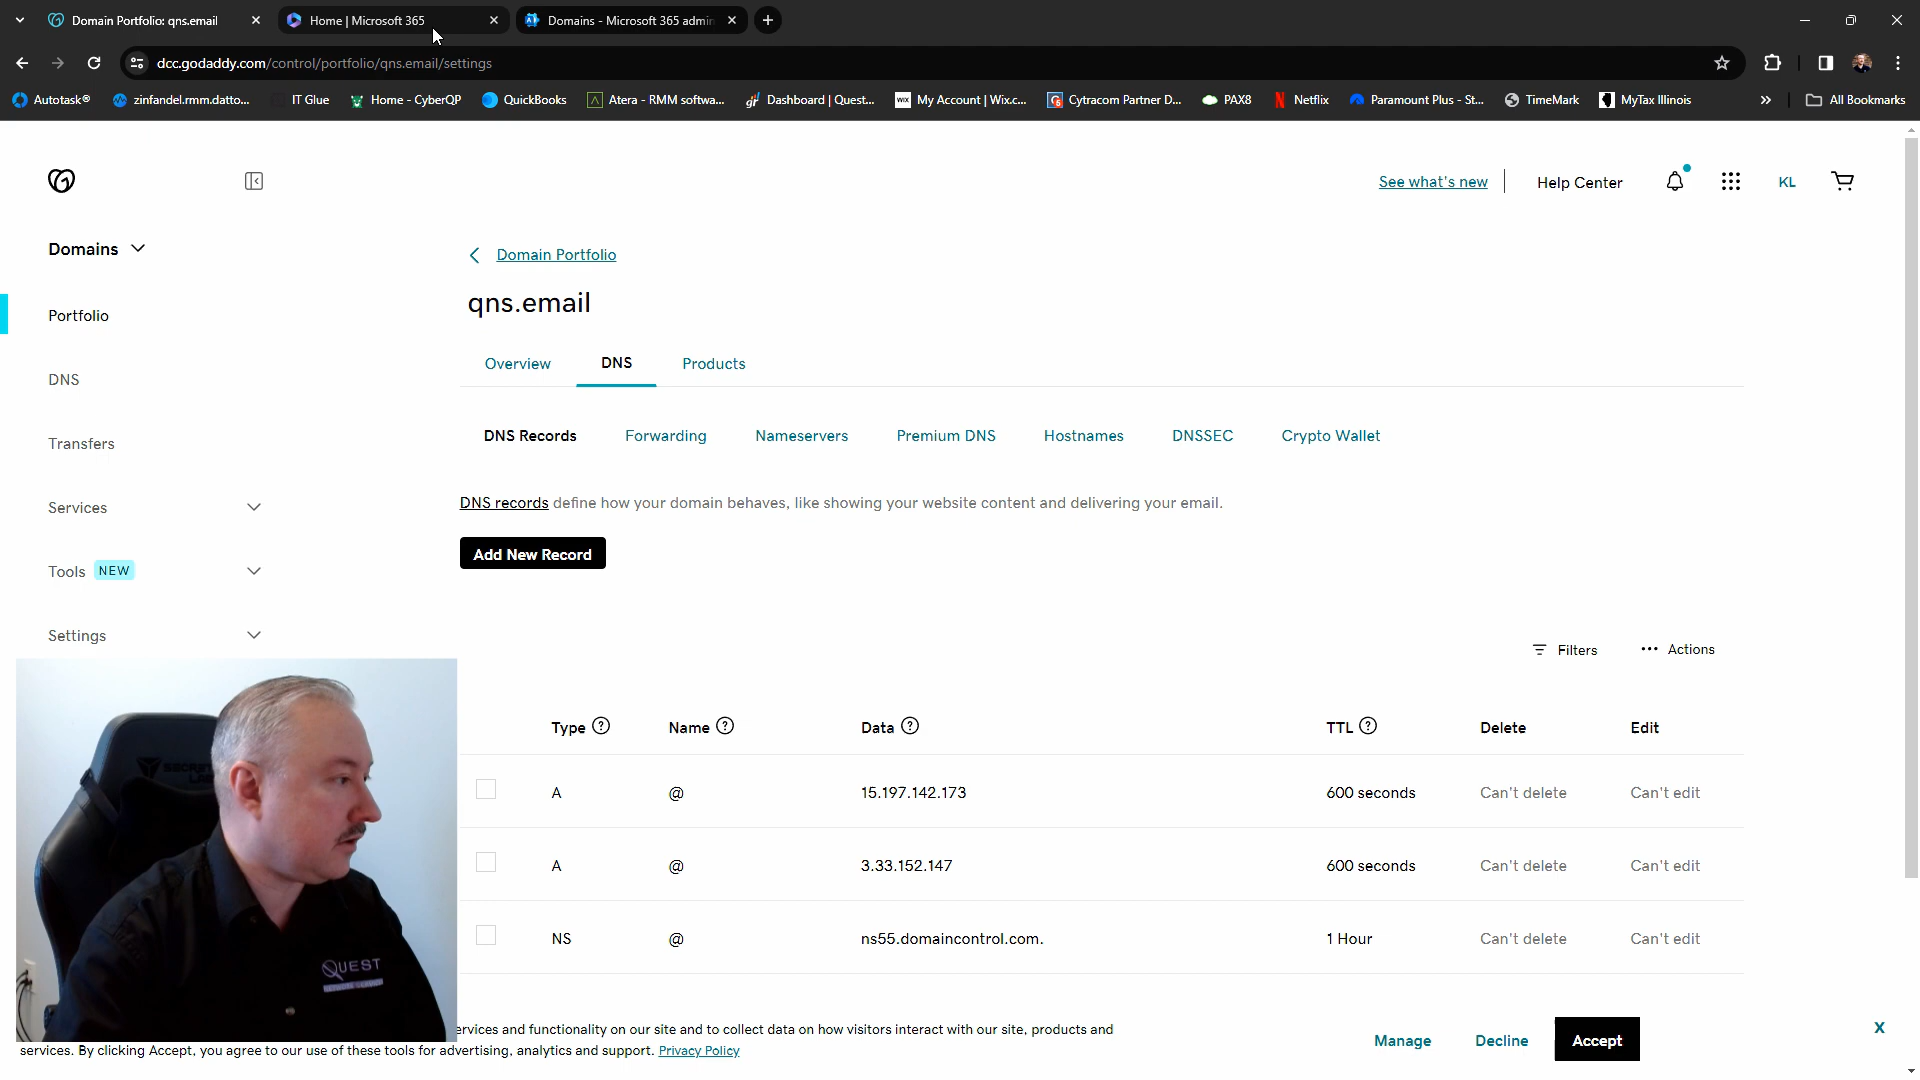 Domain Portfolio: qns.email
Home | Microsoft 365
Domains - Microsoft 365 admin
dcc.godaddy.com/control/portfolio/qns.email/settings
Autotask®
zinfandel.rmm.datto...
IT Glue
Home - CyberQP
QuickBooks
Atera - RMM softwa...
Dashboard | Quest...
My Account | Wix.c...
Cytracom Partner D...
PAX8
Netflix
Paramount Plus - St...
TimeMark
MyTax Illinois
All Bookmarks
See what's new
Help Center
KL
Domains
Portfolio
DNS
Transfers
Services
Tools NEW
Settings
Domain Portfolio
qns.email
Overview
DNS
Products
DNS Records
Forwarding
Nameservers
Premium DNS
Hostnames
DNSSEC
Crypto Wallet
DNS records define how your domain behaves, like showing your website content and delivering your email.
Add New Record
Filters
Actions
Type Name Data TTL Delete Edit
A @ 15.197.142.173 600 seconds Can't delete Can't edit
A @ 3.33.152.147 600 seconds Can't delete Can't edit
NS @ ns55.domaincontrol.com. 1 Hour Can't delete Can't edit
QUEST
ervices and functionality on our site and to collect data on how visitors interact with our site, products and
services. By clicking Accept, you agree to our use of these tools for advertising, analytics and support. Privacy Policy
Manage
Decline
Accept
X